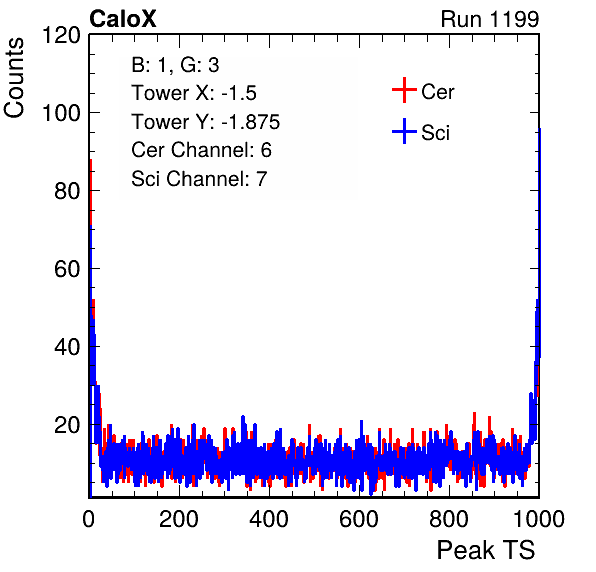 CaloX Run 1199
Counts
120
100
80
60
40
20
B: 1, G: 3
Tower X: -1.5
Tower Y: -1.875
Cer Channel: 6
Sci Channel: 7
Cer
Sci
0 200 400 600 800 1000
Peak TS